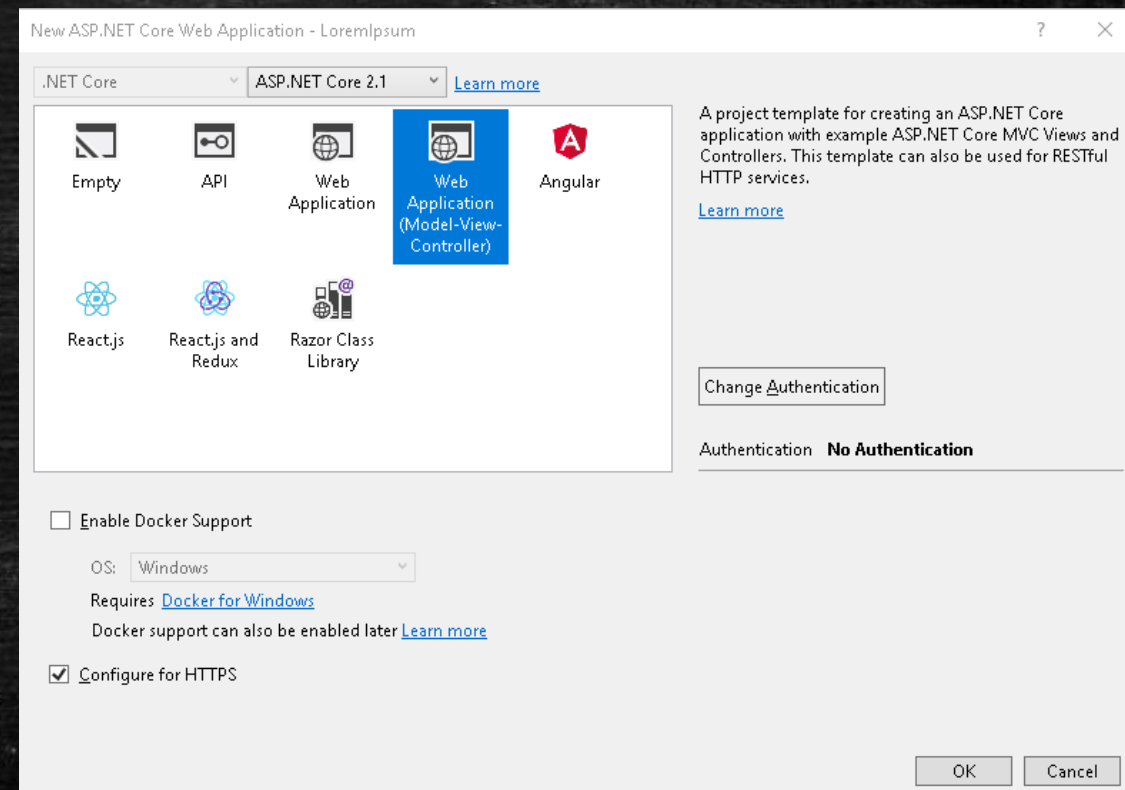 New ASP.NET Core Web Application - LoremIpsum
?
.NET Core
ASP.NET Core 2.1
Learn more
Empty
API
Web
Application
Web
Application
(Model-View-
Controller)
Angular
React.js
React.js and
Redux
Razor Class
Library
A project template for creating an ASP.NET Core
application with example ASP.NET Core MVC Views and
Controllers. This template can also be used for RESTful
HTTP services.
Learn more
Change Authentication
Authentication No Authentication
Enable Docker Support
OS: Windows
Requires Docker for Windows
Docker support can also be enabled later Learn more
Configure for HTTPS
OK
Cancel